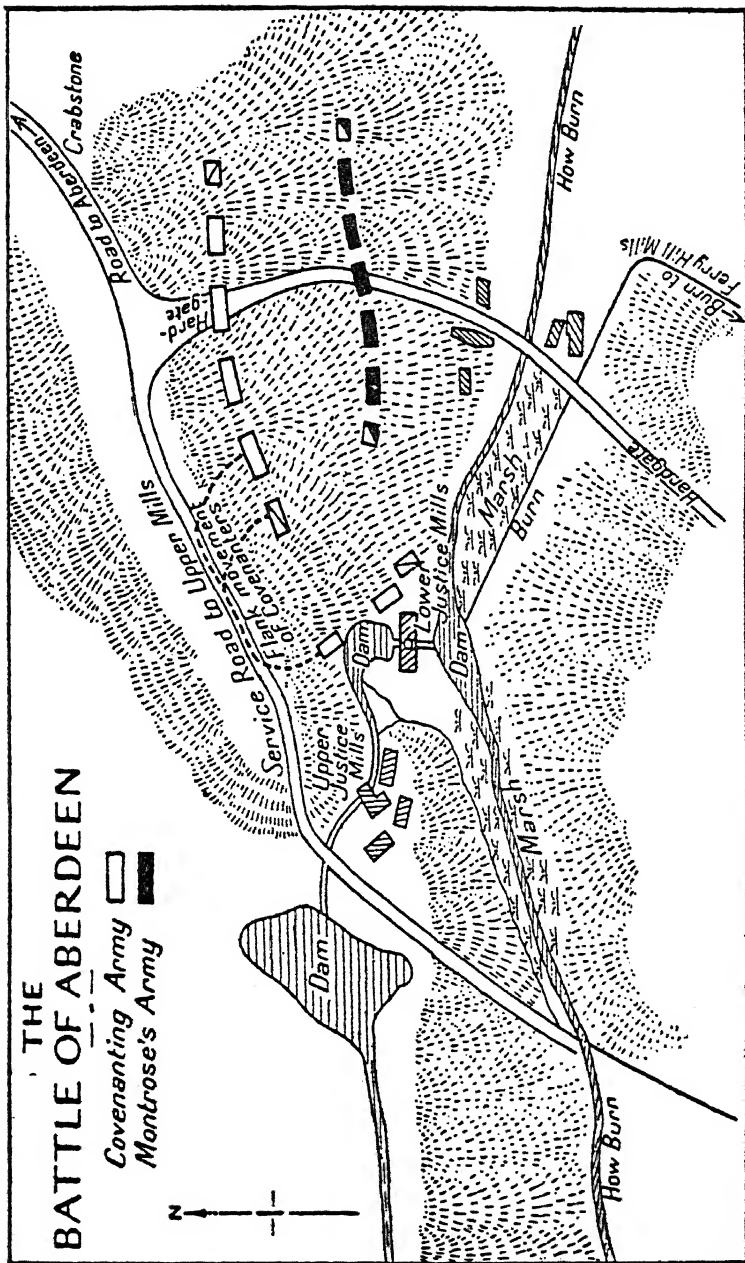 THE
BATTLE OF ABERDEEN
Covenanting Army
Montrose's Army
N
Road to Aberdeen
Crabstone
Hard-
gate
Service Road to Upper Mills
Flank movement
of Covenanters
Upper
Justice
Mills
Dam
Dam
Lower
Justice Mills
Dam
Marsh
Marsh
Burn
How Burn
How Burn
Hardgate
Burn to
Ferry Hill Mills